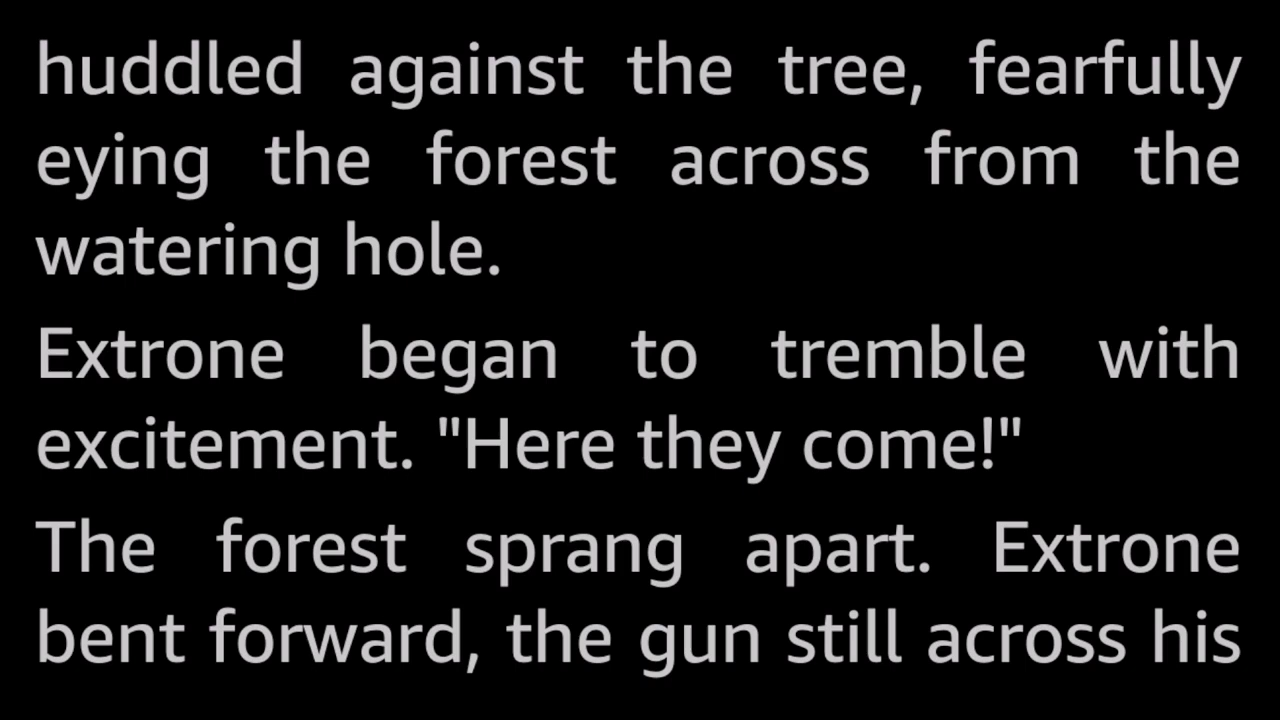 huddled against the tree, fearfully
eying the forest across from the
watering hole.
Extrone began to tremble with
excitement. "Here they come!"
The forest sprang apart. Extrone
bent forward, the gun still across his